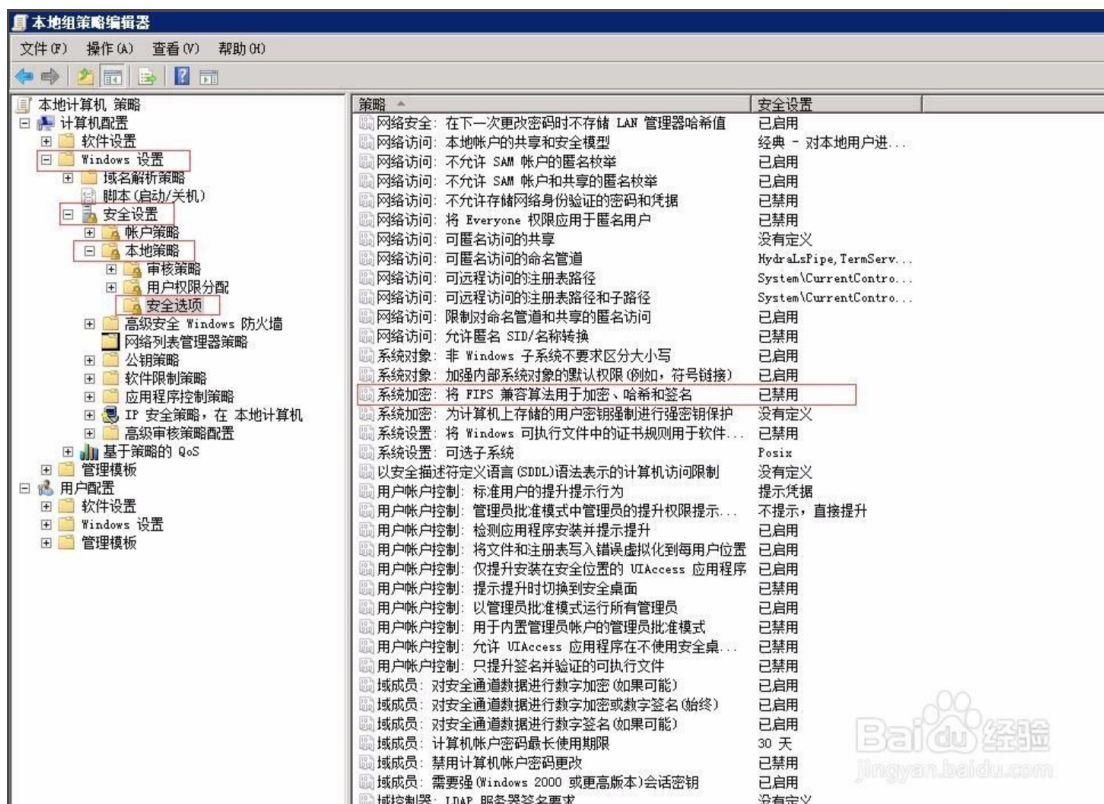 本地组策略编辑器
文件(F) 操作(A) 查看(V) 帮助(H)
本地计算机 策略
计算机配置
软件设置
Windows 设置
域名解析策略
脚本(启动/关机)
安全设置
帐户策略
本地策略
审核策略
用户权限分配
安全选项
高级安全 Windows 防火墙
网络列表管理器策略
公钥策略
软件限制策略
应用程序控制策略
IP 安全策略，在 本地计算机
高级审核策略配置
基于策略的 QoS
管理模板
用户配置
软件设置
Windows 设置
管理模板
策略 安全设置
网络安全: 在下一次更改密码时不存储 LAN 管理器哈希值 已启用
网络访问: 本地帐户的共享和安全模型 经典 - 对本地用户进...
网络访问: 不允许 SAM 帐户的匿名枚举 已启用
网络访问: 不允许 SAM 帐户和共享的匿名枚举 已启用
网络访问: 不允许存储网络身份验证的密码和凭据 已禁用
网络访问: 将 Everyone 权限应用于匿名用户 已禁用
网络访问: 可匿名访问的共享 没有定义
网络访问: 可匿名访问的命名管道 HydraLsPipe,TermServ...
网络访问: 可远程访问的注册表路径 System\CurrentContro...
网络访问: 可远程访问的注册表路径和子路径 System\CurrentContro...
网络访问: 限制对命名管道和共享的匿名访问 已启用
网络访问: 允许匿名 SID/名称转换 已禁用
系统对象: 非 Windows 子系统不要求区分大小写 已启用
系统对象: 加强内部系统对象的默认权限(例如，符号链接) 已启用
系统加密: 将 FIPS 兼容算法用于加密、哈希和签名 已禁用
系统加密: 为计算机上存储的用户密钥强制进行强密钥保护 没有定义
系统设置: 将 Windows 可执行文件中的证书规则用于软件... 已禁用
系统设置: 可选子系统 Posix
以安全描述符定义语言(SDDL)语法表示的计算机访问限制 没有定义
用户帐户控制: 标准用户的提升提示行为 提示凭据
用户帐户控制: 管理员批准模式中管理员的提升权限提示... 不提示，直接提升
用户帐户控制: 检测应用程序安装并提示提升 已启用
用户帐户控制: 将文件和注册表写入错误虚拟化到每用户位置 已启用
用户帐户控制: 仅提升安装在安全位置的 UIAccess 应用程序 已启用
用户帐户控制: 提示提升时切换到安全桌面 已禁用
用户帐户控制: 以管理员批准模式运行所有管理员 已启用
用户帐户控制: 用于内置管理员帐户的管理员批准模式 已禁用
用户帐户控制: 允许 UIAccess 应用程序在不使用安全桌... 已禁用
用户帐户控制: 只提升签名并验证的可执行文件 已禁用
域成员: 对安全通道数据进行数字加密(如果可能) 已启用
域成员: 对安全通道数据进行数字加密或数字签名(始终) 已启用
域成员: 对安全通道数据进行数字签名(如果可能) 已启用
域成员: 计算机帐户密码最长使用期限 30 天
域成员: 禁用计算机帐户密码更改 已禁用
域成员: 需要强(Windows 2000 或更高版本)会话密钥 已启用
域控制器: LDAP 服务器签名要求 没有定义
Baidu 经验
jingyan.baidu.com